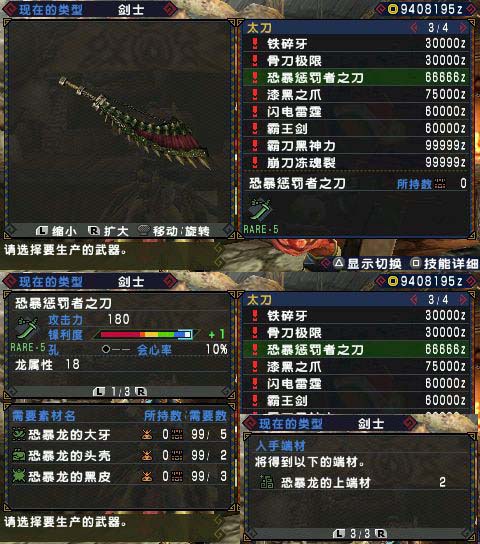 现在的类型 剑士
9408195z
太刀 3/4
铁碎牙 30000z
骨刀极限 30000z
恐暴惩罚者之刀 66666z
漆黑之爪 75000z
闪电雷霆 60000z
霸王剑 60000z
霸刀黑神力 99999z
崩刀冻魂裂 99999z
恐暴惩罚者之刀 所持数 0
RARE-5
L 缩小 R 扩大 移动/旋转
请选择要生产的武器。
△显示切换 □技能详细
现在的类型 剑士
9408195z
恐暴惩罚者之刀
攻击力 180
锋利度 +1
RARE-5
孔 ○-- 会心率 10%
龙属性 18
L 1/3 R
太刀 3/4
铁碎牙 30000z
骨刀极限 30000z
恐暴惩罚者之刀 66666z
漆黑之爪 75000z
闪电雷霆 60000z
霸王剑 60000z
需要素材名 所持数/需要数
恐暴龙的大牙 0 99/ 5
恐暴龙的头壳 0 99/ 2
恐暴龙的黑皮 0 99/ 3
请选择要生产的武器。
现在的类型 剑士
入手端材
将得到以下的端材。
恐暴龙的上端材 2
L 3/3 R